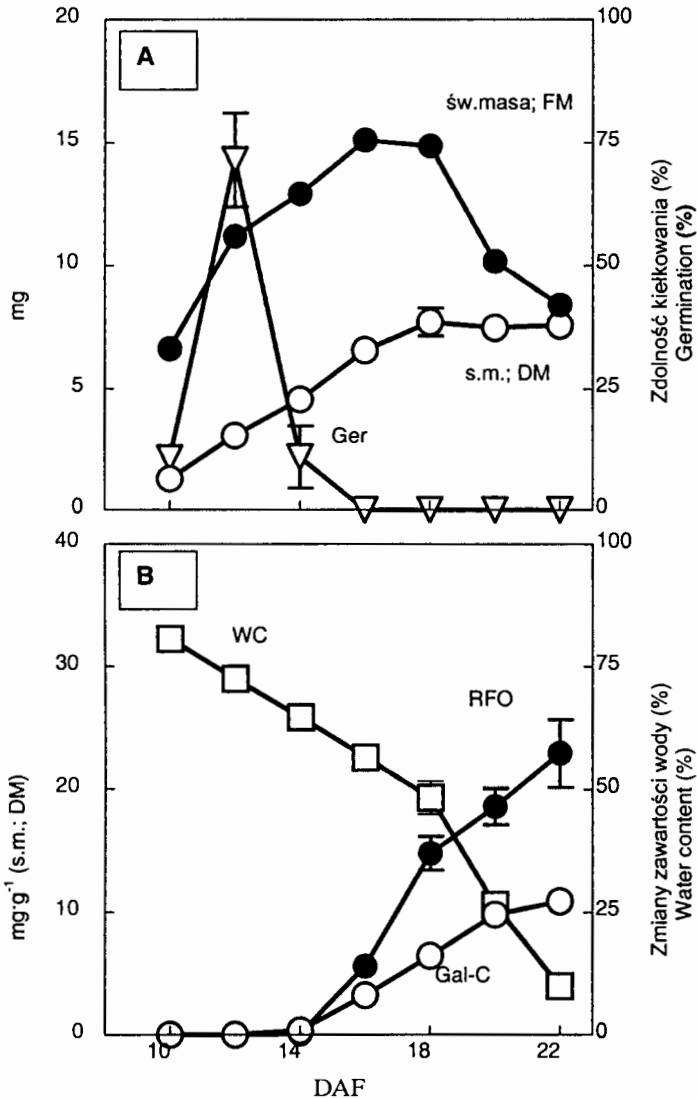 20
100
A
św.masa; FM
15
75
mg
10
50
Zdolność kiełkowania (%)
Germination (%)
s.m.; DM
5
25
Ger
0
0
40
100
B
WC
30
75
RFO
mg·g⁻¹ (s.m.; DM)
20
50
Zmiany zawartości wody (%)
Water content (%)
10
25
Gal-C
0
0
10
14
18
22
DAF